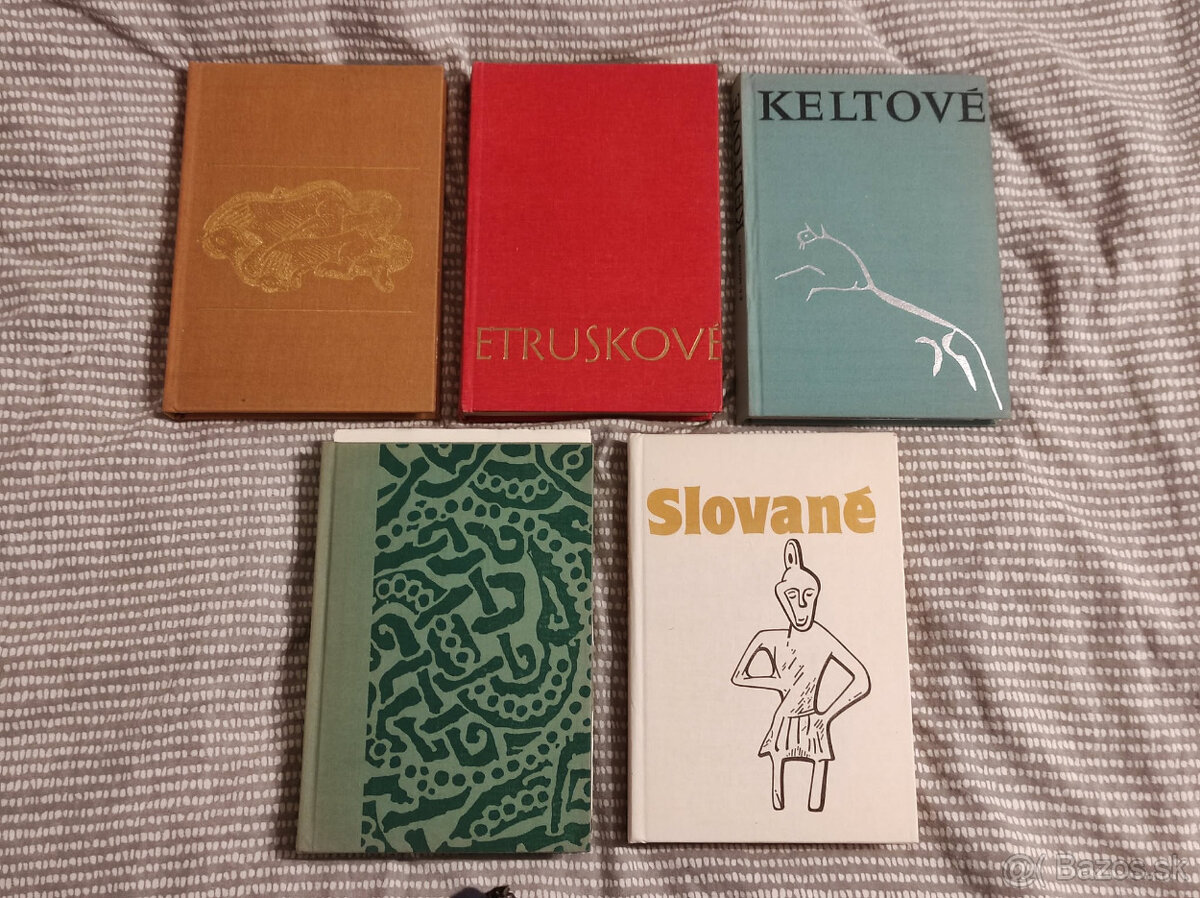 ETRUSKOVÉ
KELTOVÉ
Slované
@ Bazos.sk